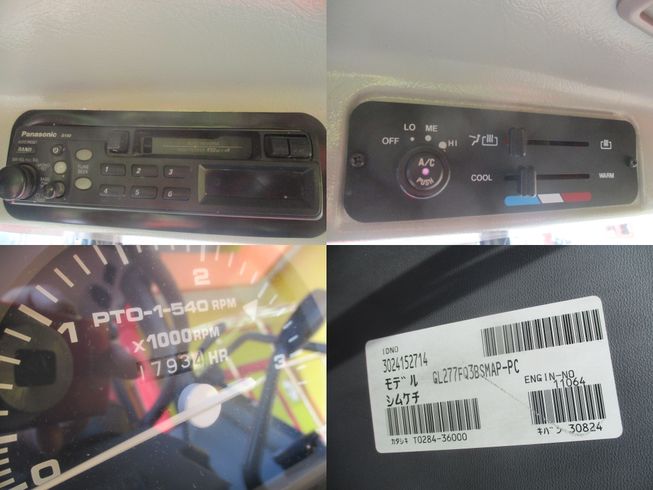 Panasonic
BAND
1 2 3
4 5 6
OFF LO ME HI
A/C
PUSH
COOL WARM
2
1 PTO-1-540 RPM
x1000RPM
1793 HR
3
0
IDNO
3024152714
モデル GL277FQ3BSMAP-PC
シムケチ
ENGIN-NO
11064
カタシキ T0284-36000
キバン 30824